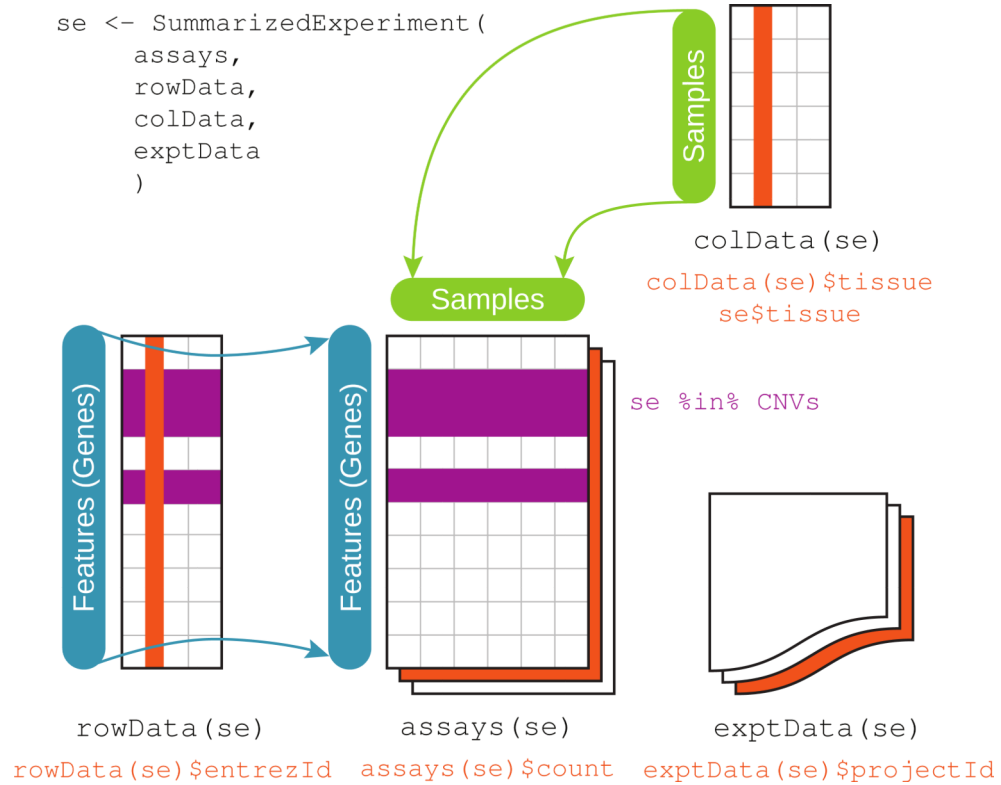 se <- SummarizedExperiment(
assays,
rowData,
colData,
exptData
)
Samples
colData(se)
colData(se)$tissue
se$tissue
Samples
Features (Genes)
Features (Genes)
se %in% CNVs
rowData(se)
assays(se)
exptData(se)
rowData(se)$entrezId
assays(se)$count
exptData(se)$projectId